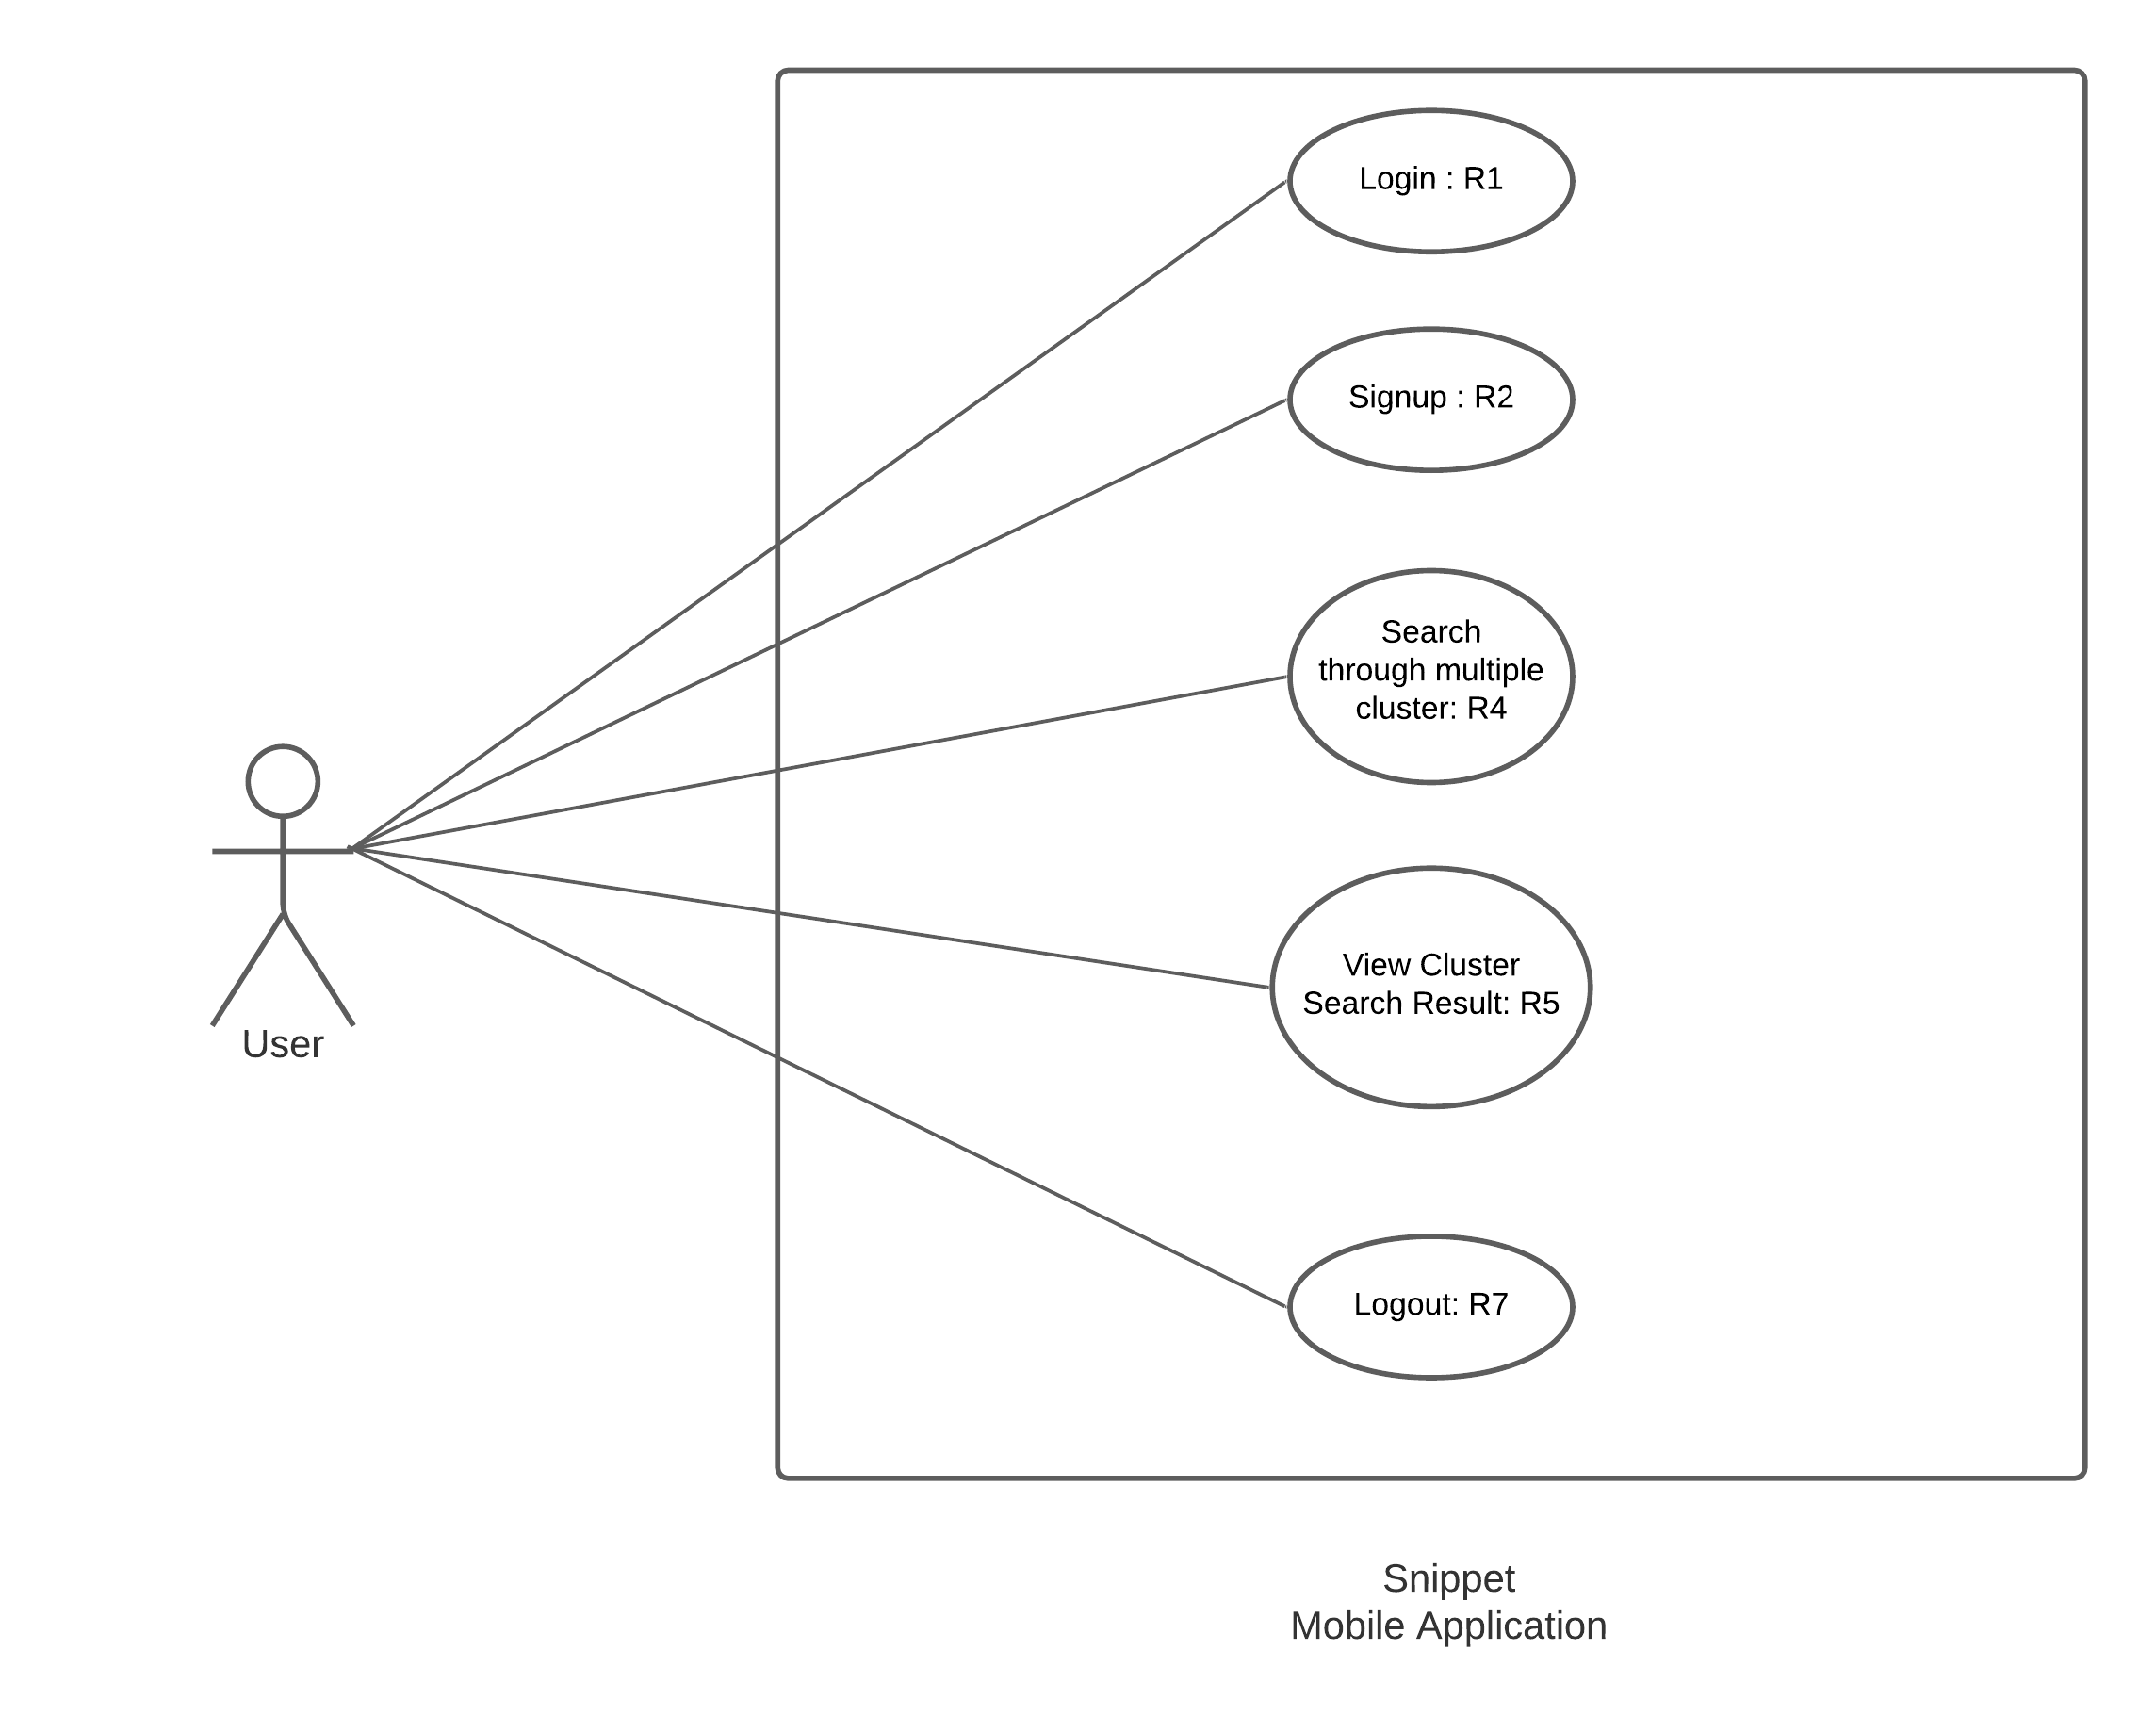 Login : R1
Signup : R2
Search
through multiple
cluster: R4
View Cluster
Search Result: R5
User
Logout: R7
Snippet
Mobile Application